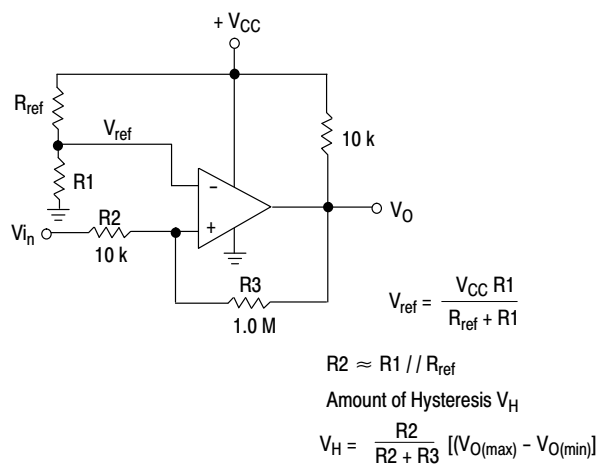 + VCC
Rref
Vref
10 k
R1
-
+
VO
R2
Vin
10 k
R3
1.0 M
Vref = VCC R1 / Rref + R1
R2 ≈ R1 / / Rref
Amount of Hysteresis VH
VH = R2 / R2 + R3 [(VO(max) – VO(min)]